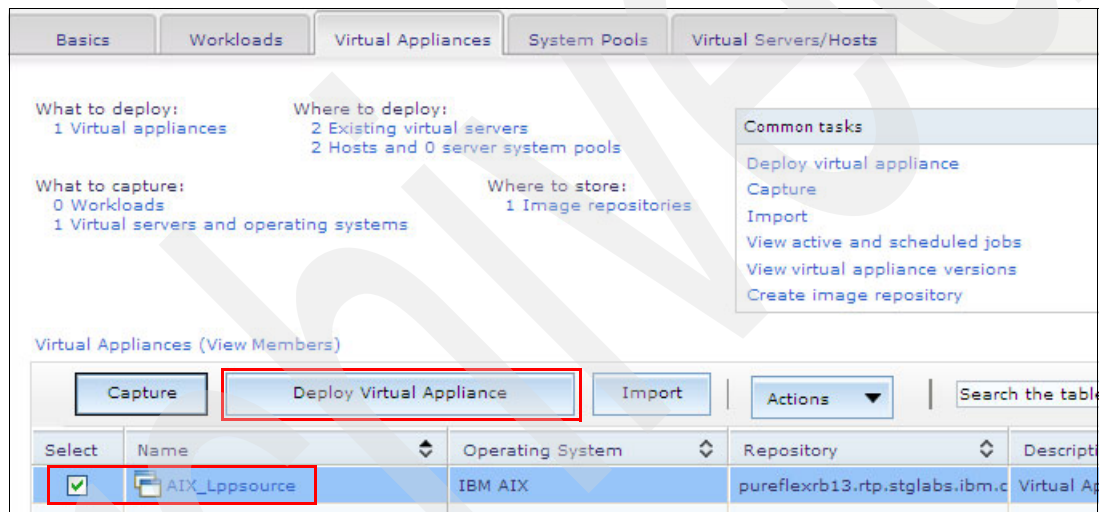 Basics Workloads Virtual Appliances System Pools Virtual Servers/Hosts
What to deploy: Where to deploy:
1 Virtual appliances 2 Existing virtual servers
2 Hosts and 0 server system pools
What to capture: Where to store:
0 Workloads 1 Image repositories
1 Virtual servers and operating systems
Common tasks
Deploy virtual appliance
Capture
Import
View active and scheduled jobs
View virtual appliance versions
Create image repository
Virtual Appliances (View Members)
Capture Deploy Virtual Appliance Import Actions Search the table
Select Name Operating System Repository Descripti
AIX_Lppsource IBM AIX pureflexrb13.rtp.stglabs.ibm.c Virtual Ap